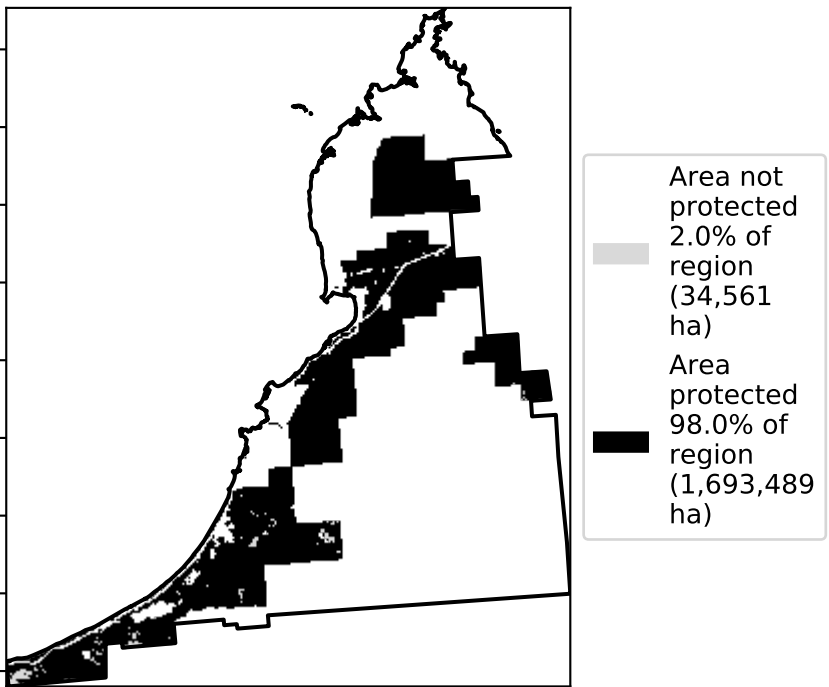 Area not
protected
2.0% of
region
(34,561
ha)
Area
protected
98.0% of
region
(1,693,489
ha)